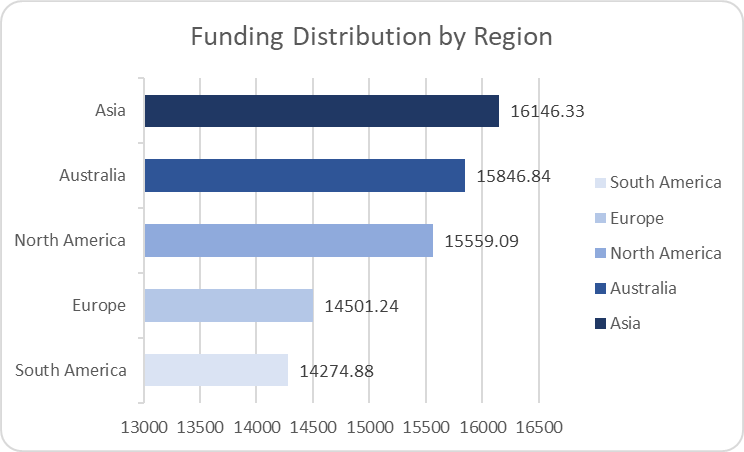 Funding Distribution by Region
Asia
16146.33
Australia
15846.84
North America
15559.09
Europe
14501.24
South America
14274.88
13000 13500 14000 14500 15000 15500 16000 16500
South America
Europe
North America
Australia
Asia